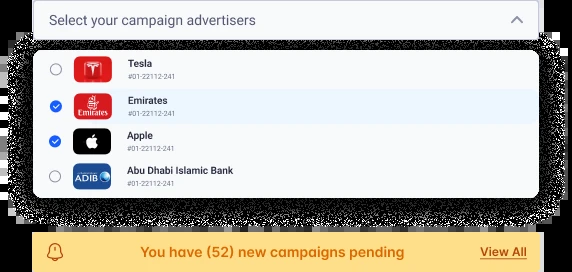 Select your campaign advertisers
Tesla
#01-22112-241
Emirates
Emirates
#01-22112-241
Apple
#01-22112-241
ADIB
Abu Dhabi Islamic Bank
#01-22112-241
You have (52) new campaigns pending
View All